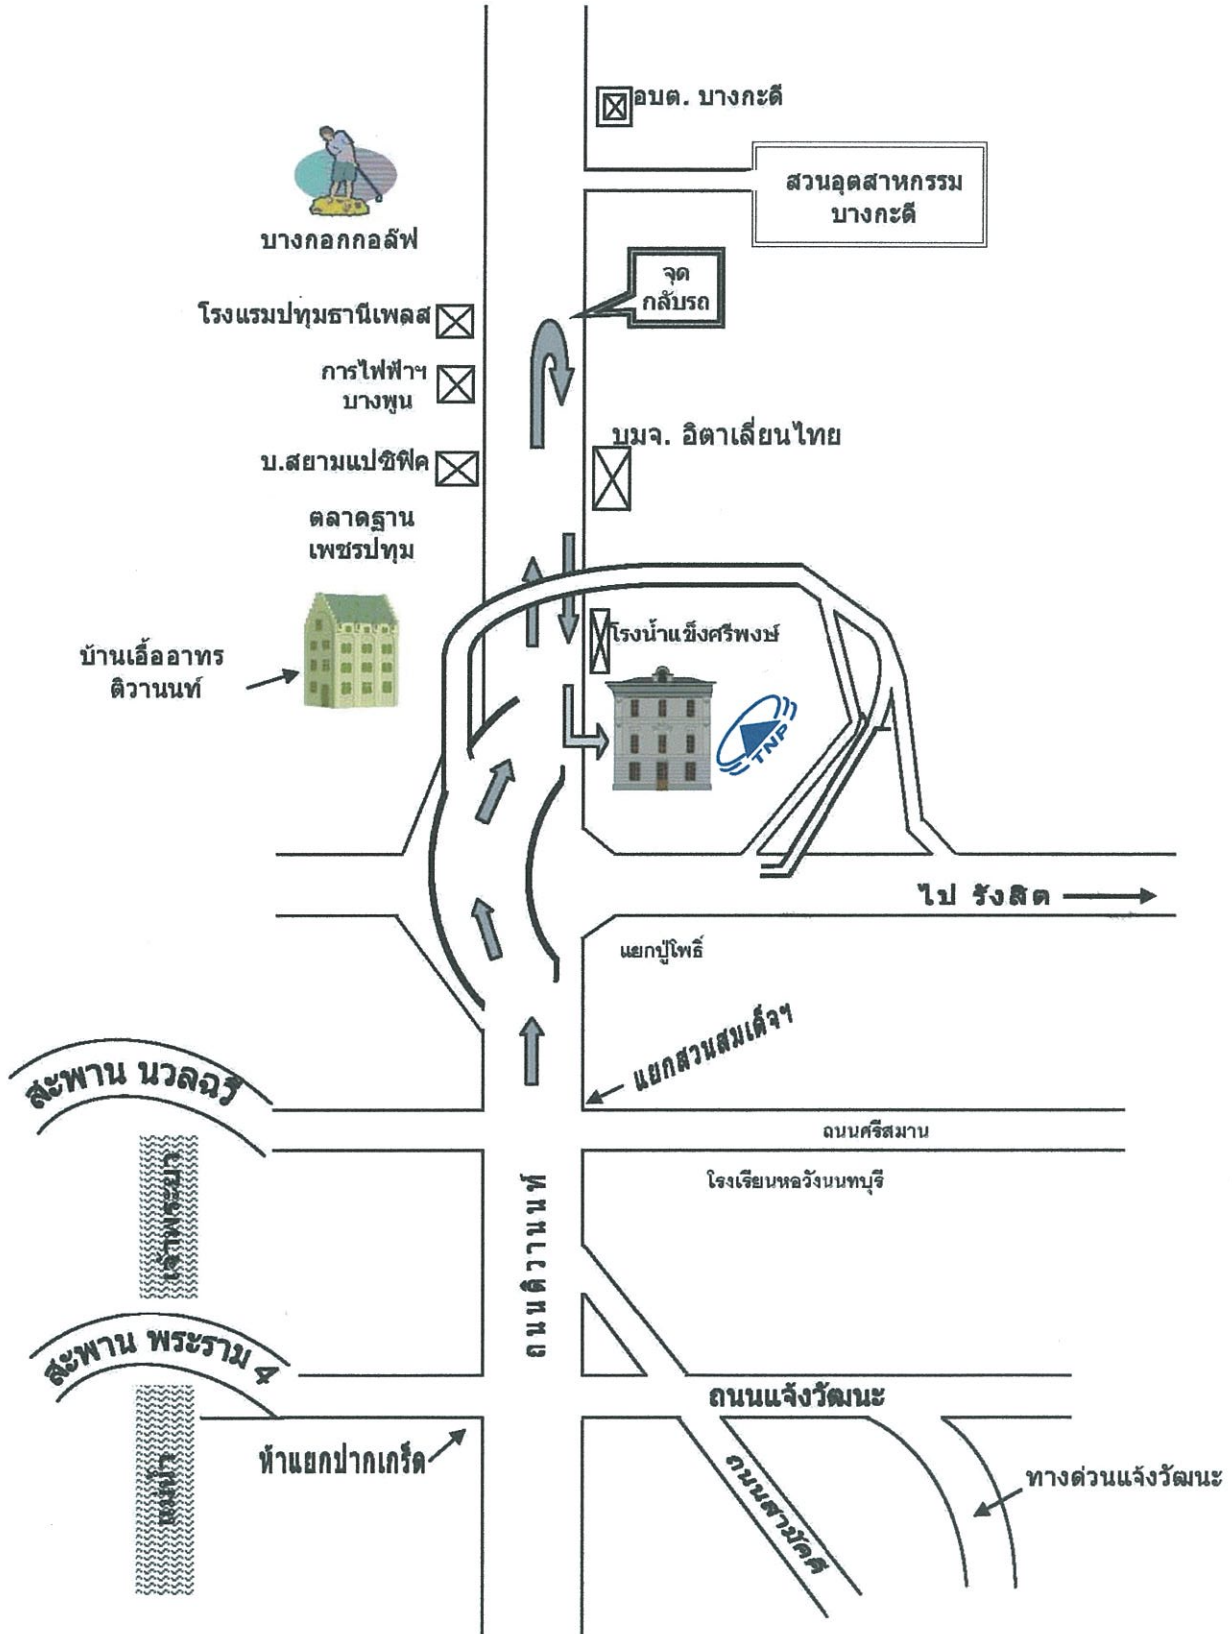 อบต. บางกะดี
สวนอุตสาหกรรม
บางกะดี
บางกอกกอล์ฟ
จุด
กลับรถ
โรงแรมปทุมธานีเพลส
การไฟฟ้าฯ
บางพูน
บมจ. อิตาเลี่ยนไทย
บ.สยามแปซิฟิค
ตลาดฐาน
เพชรปทุม
โรงน้ำแข็งศรีพงษ์
บ้านเอื้ออาทร
ติวานนท์
TNP
ไป รังสิต
แยกปู่โพธิ์
แยกสวนสมเด็จฯ
สะพาน นวลฉวี
ถนนศรีสมาน
โรงเรียนหอวังนนทบุรี
เจ้าพระยา
ถนนติวานนท์
สะพาน พระราม 4
ถนนแจ้งวัฒนะ
ห้าแยกปากเกร็ด
แม่น้ำ
ถนนสามัคคี
ทางด่วนแจ้งวัฒนะ